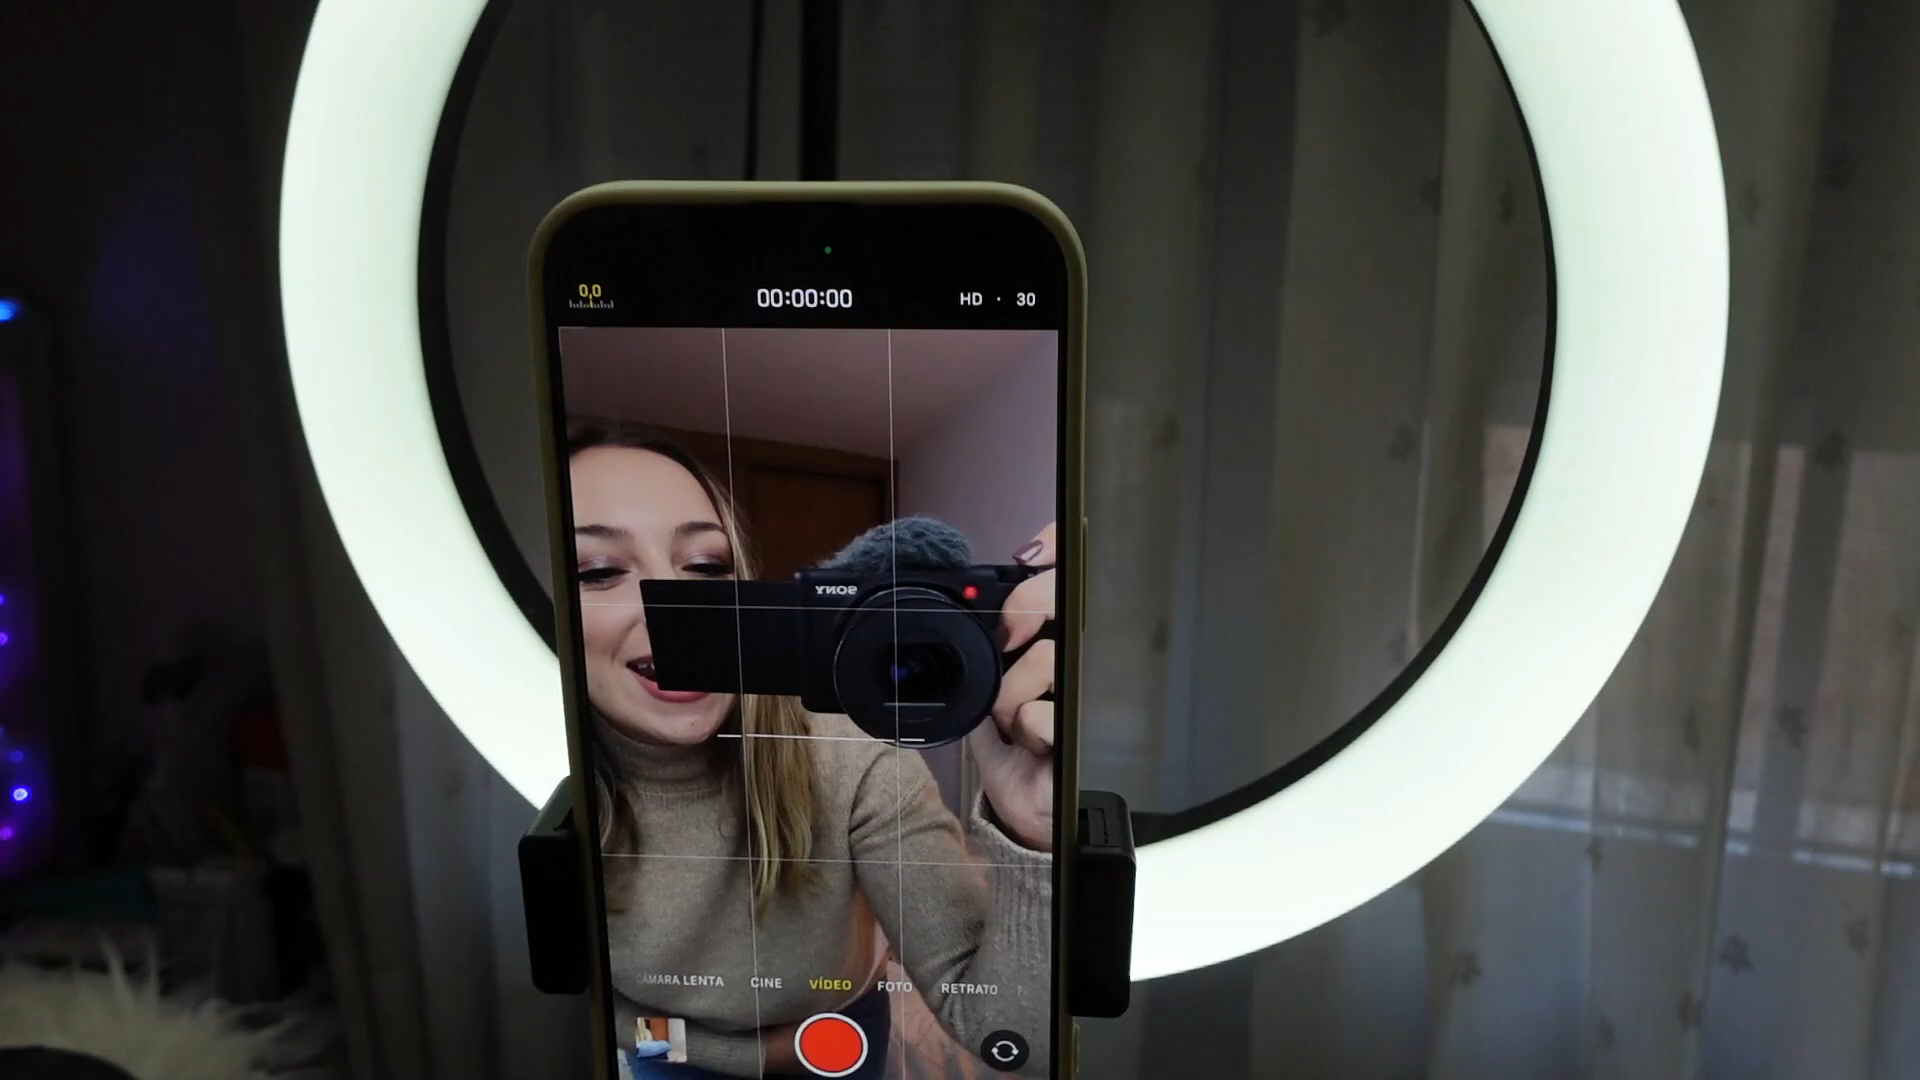 0,0
00:00:00
HD · 30
SONY
CÁMARA LENTA CINE VÍDEO FOTO RETRATO